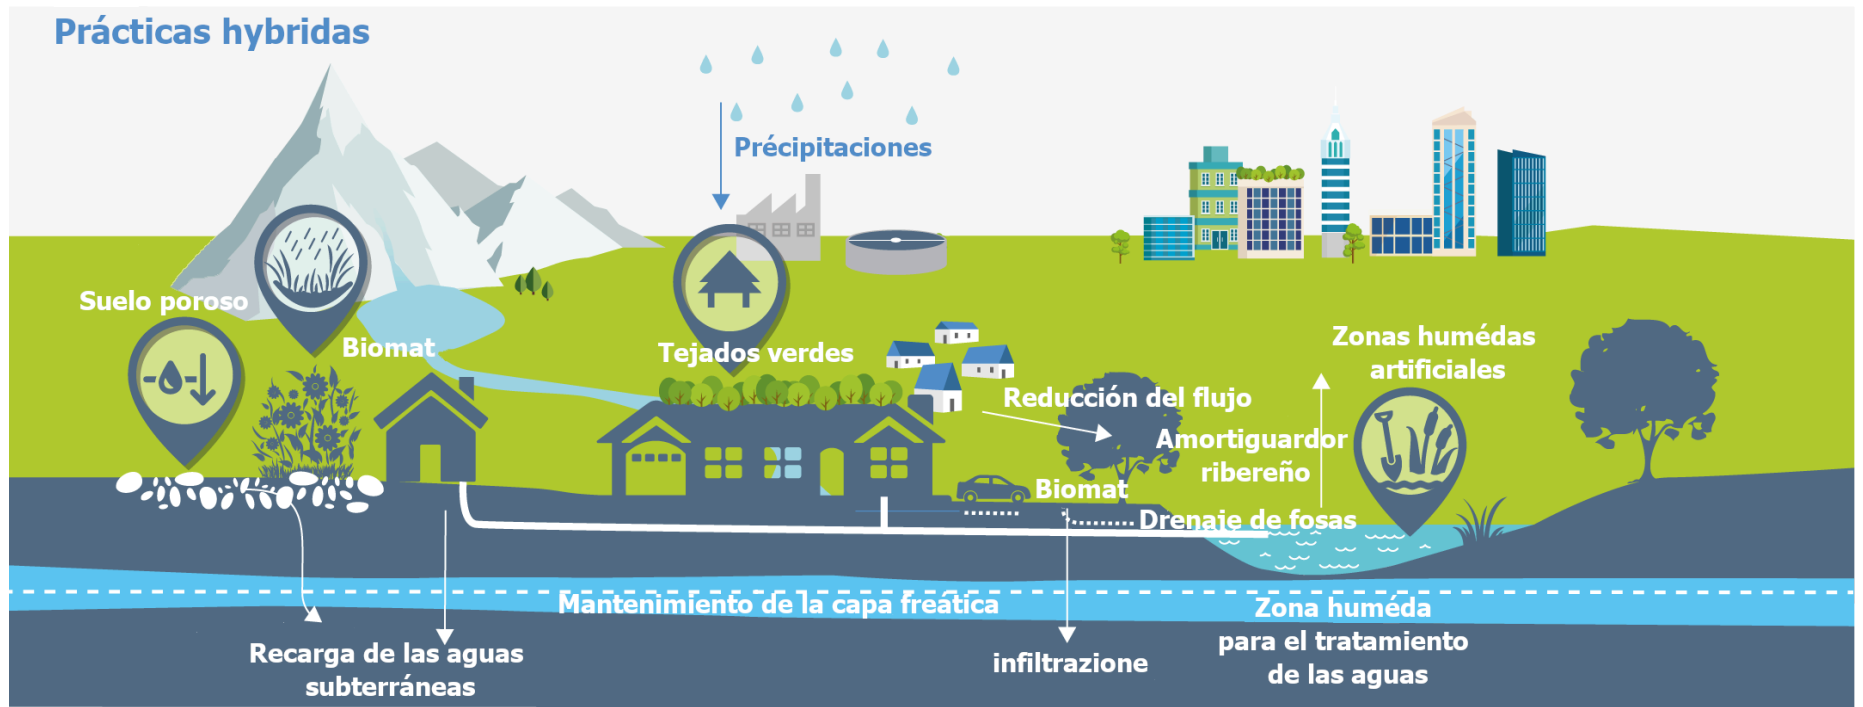 Prácticas hybridas
Précipitaciones
Suelo poroso
Biomat
Tejados verdes
Zonas humédas
artificiales
Reducción del flujo
Amortiguardor
ribereño
Biomat
Drenaje de fosas
Mantenimiento de la capa freática
Zona huméda
para el tratamiento
de las aguas
Recarga de las aguas
subterráneas
infiltrazione